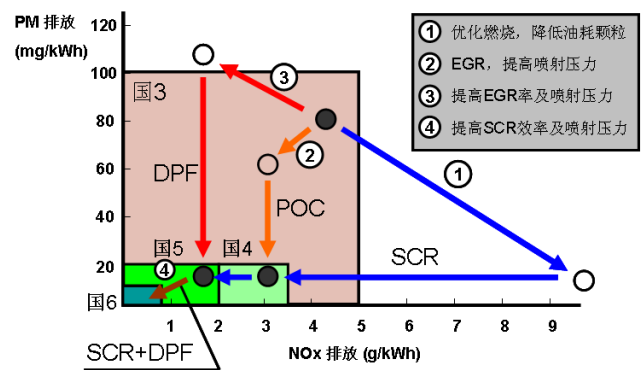 PM 排放
(mg/kWh)
120
100
80
60
40
20
国3
国5
国4
国6
DPF
POC
SCR
SCR+DPF
③
②
①
④
① 优化燃烧，降低油耗颗粒
② EGR，提高喷射压力
③ 提高EGR率及喷射压力
④ 提高SCR效率及喷射压力
1 2 3 4 5 6 7 8 9
NOx 排放 (g/kWh)